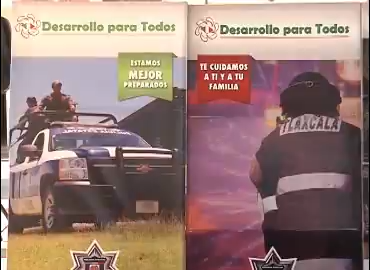 Desarrollo para Todos
ESTAMOS
MEJOR
PREPARADOS
Desarrollo para Todos
TE CUIDAMOS
A TI Y A TU
FAMILIA
TLAXCALA